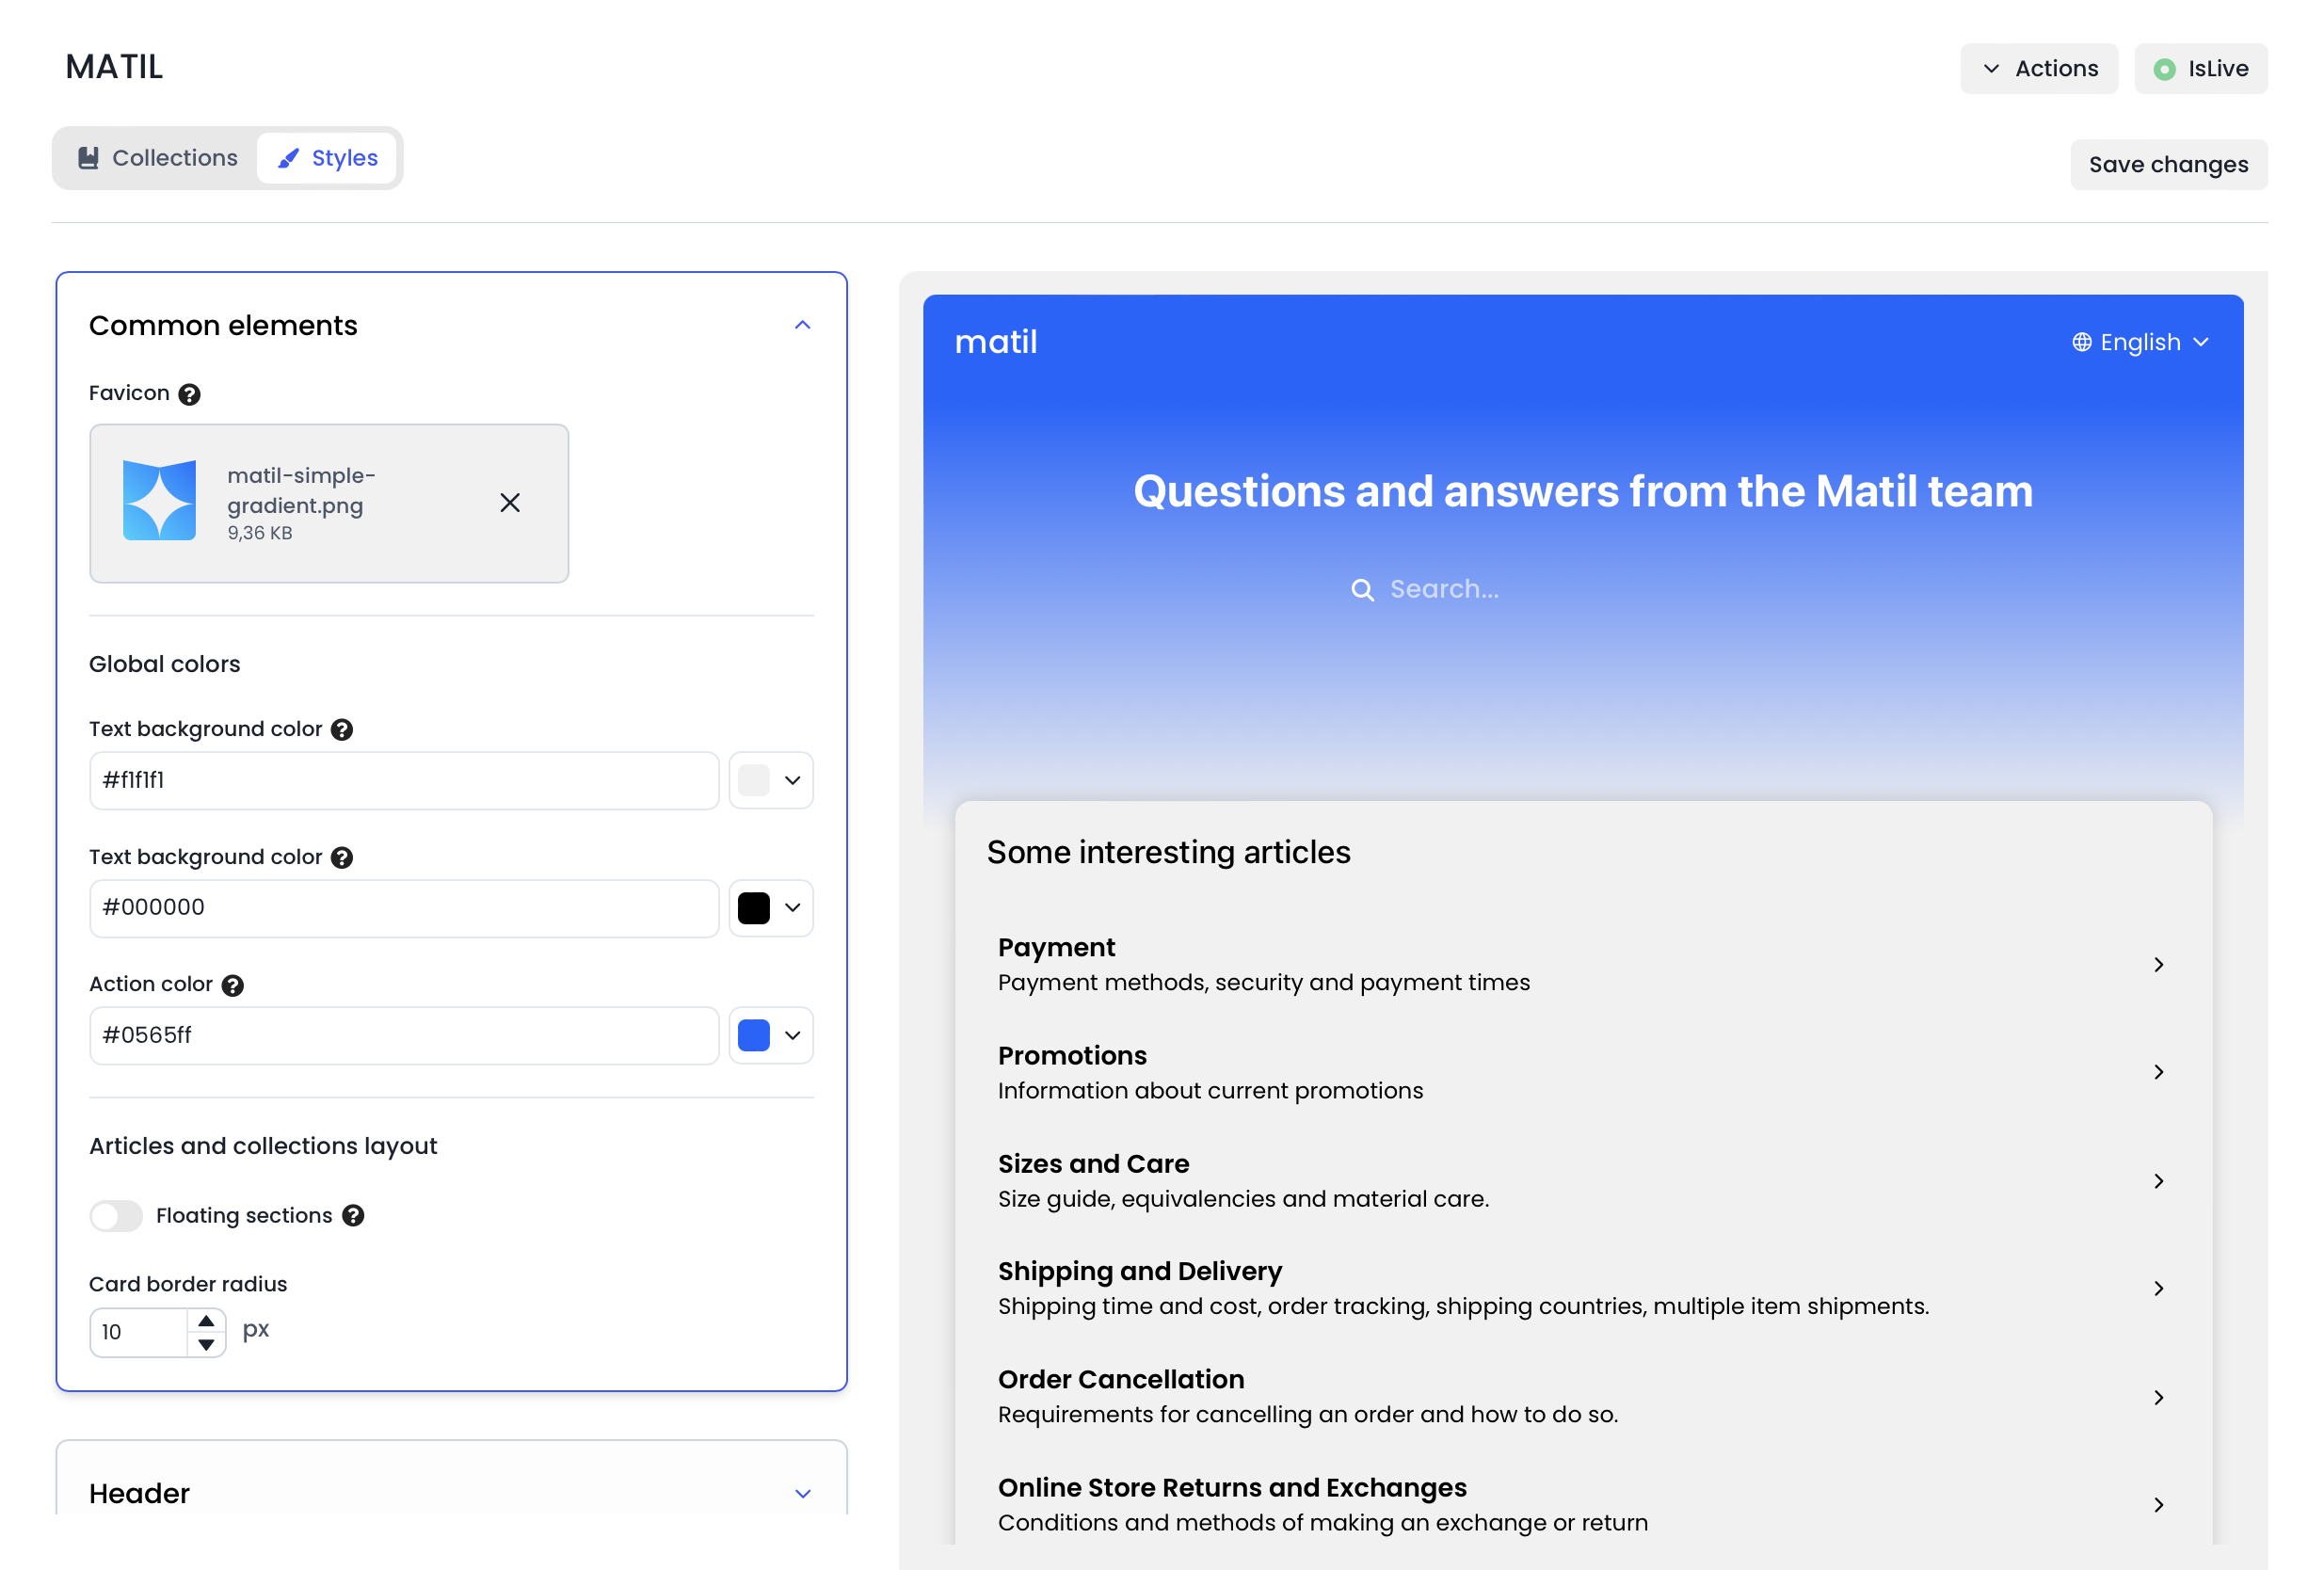 MATIL
Actions
IsLive
Collections
Styles
Save changes
Common elements
Favicon ?
matil-simple-
gradient.png
9,36 KB
Global colors
Text background color ?
#f1f1f1
Text background color ?
#000000
Action color ?
#0565ff
Articles and collections layout
Floating sections ?
Card border radius
10
px
Header
matil
English
Questions and answers from the Matil team
Search...
Some interesting articles
Payment
Payment methods, security and payment times
Promotions
Information about current promotions
Sizes and Care
Size guide, equivalencies and material care.
Shipping and Delivery
Shipping time and cost, order tracking, shipping countries, multiple item shipments.
Order Cancellation
Requirements for cancelling an order and how to do so.
Online Store Returns and Exchanges
Conditions and methods of making an exchange or return